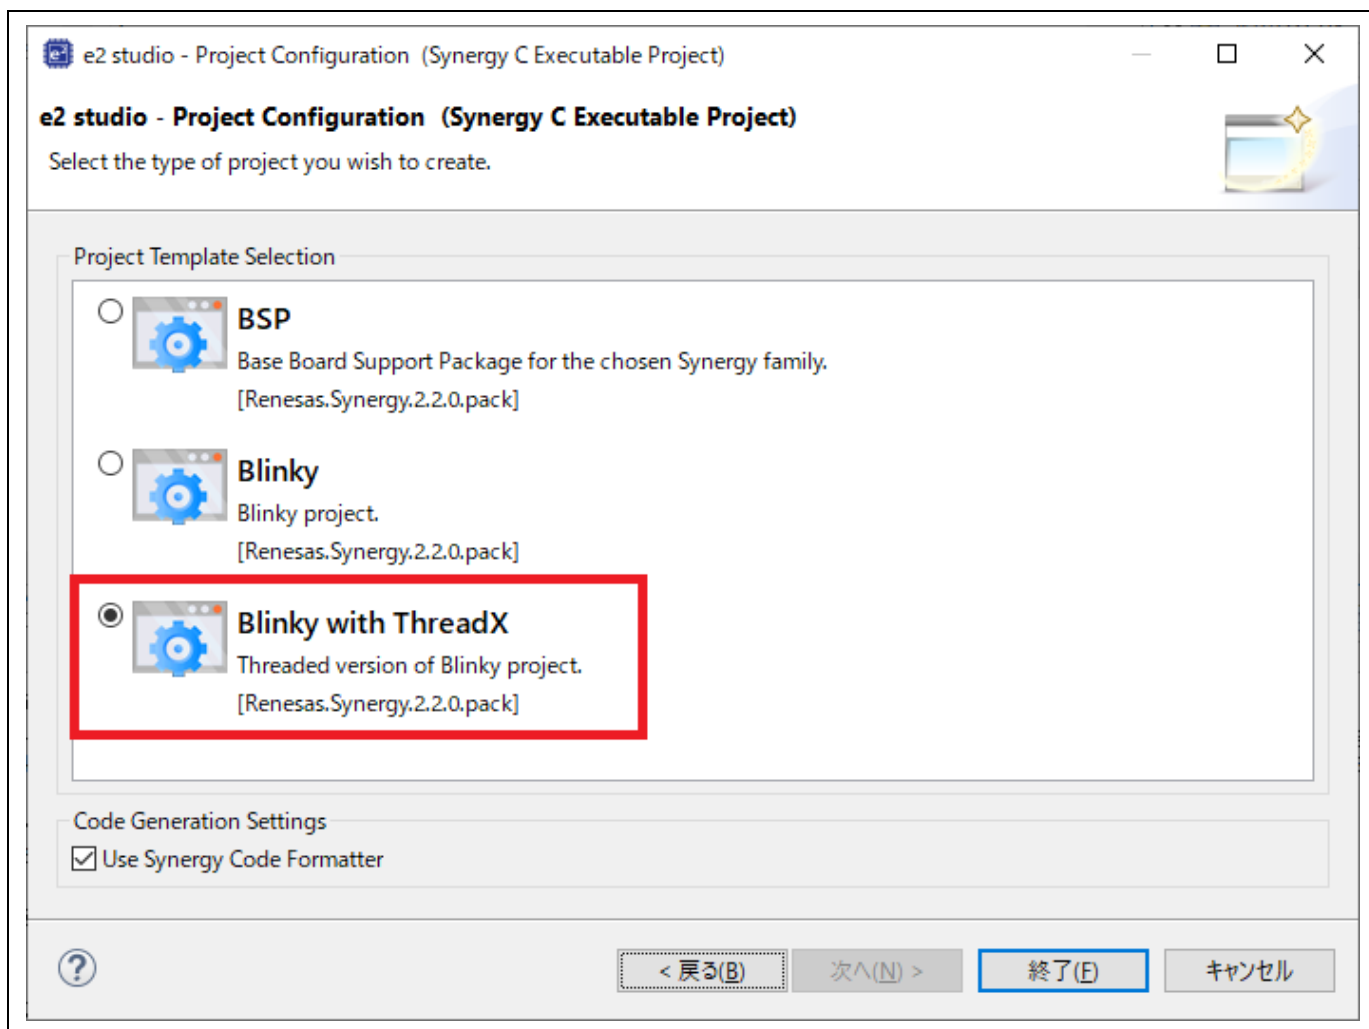 e2 studio - Project Configuration (Synergy C Executable Project)
e2 studio - Project Configuration (Synergy C Executable Project)
Select the type of project you wish to create.
Project Template Selection
BSP
Base Board Support Package for the chosen Synergy family.
[Renesas.Synergy.2.2.0.pack]
Blinky
Blinky project.
[Renesas.Synergy.2.2.0.pack]
Blinky with ThreadX
Threaded version of Blinky project.
[Renesas.Synergy.2.2.0.pack]
Code Generation Settings
Use Synergy Code Formatter
< 戻る(B) 次へ(N) > 終了(F) キャンセル